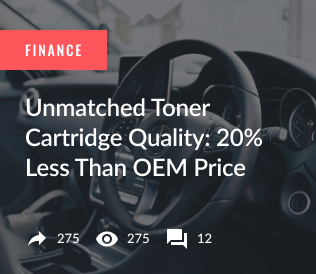 FINANCE
Unmatched Toner
Cartridge Quality: 20%
Less Than OEM Price
275 275 12